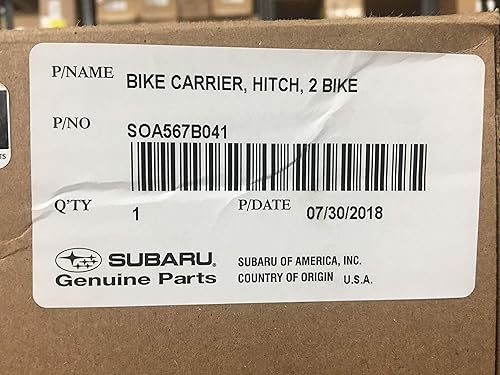 P/NAME BIKE CARRIER, HITCH, 2 BIKE
P/NO SOA567B041
Q'TY 1 P/DATE 07/30/2018
SUBARU® SUBARU OF AMERICA, INC.
Genuine Parts COUNTRY OF ORIGIN U.S.A.